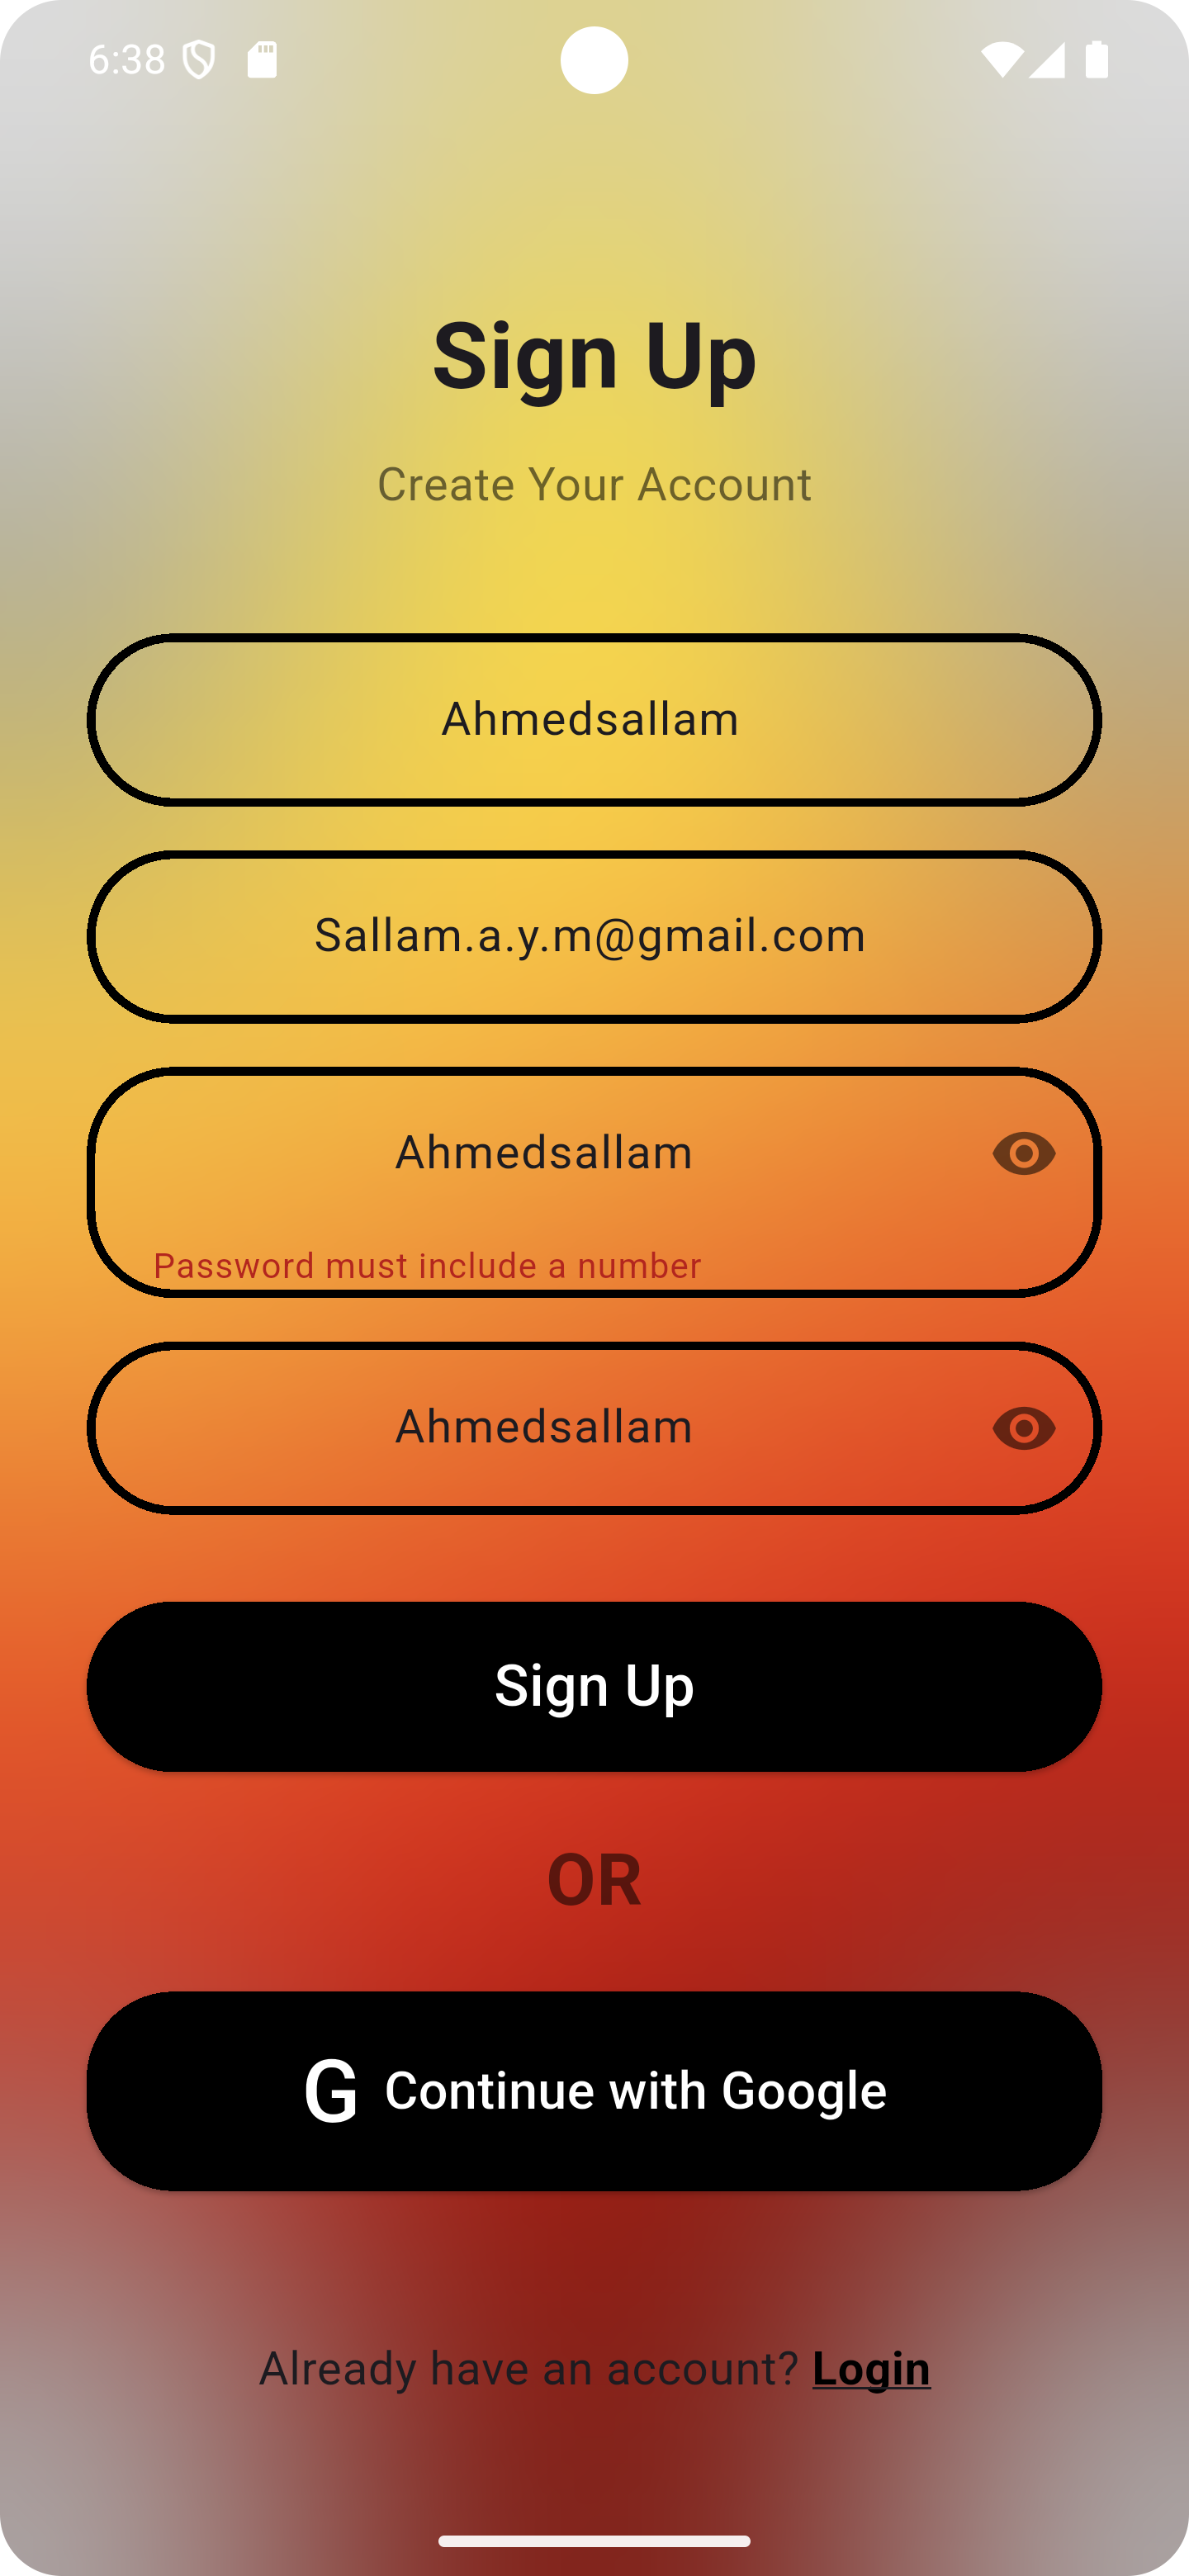 6:38
Sign Up
Create Your Account
Ahmedsallam
Sallam.a.y.m@gmail.com
Ahmedsallam
Password must include a number
Ahmedsallam
Sign Up
OR
G Continue with Google
Already have an account? Login